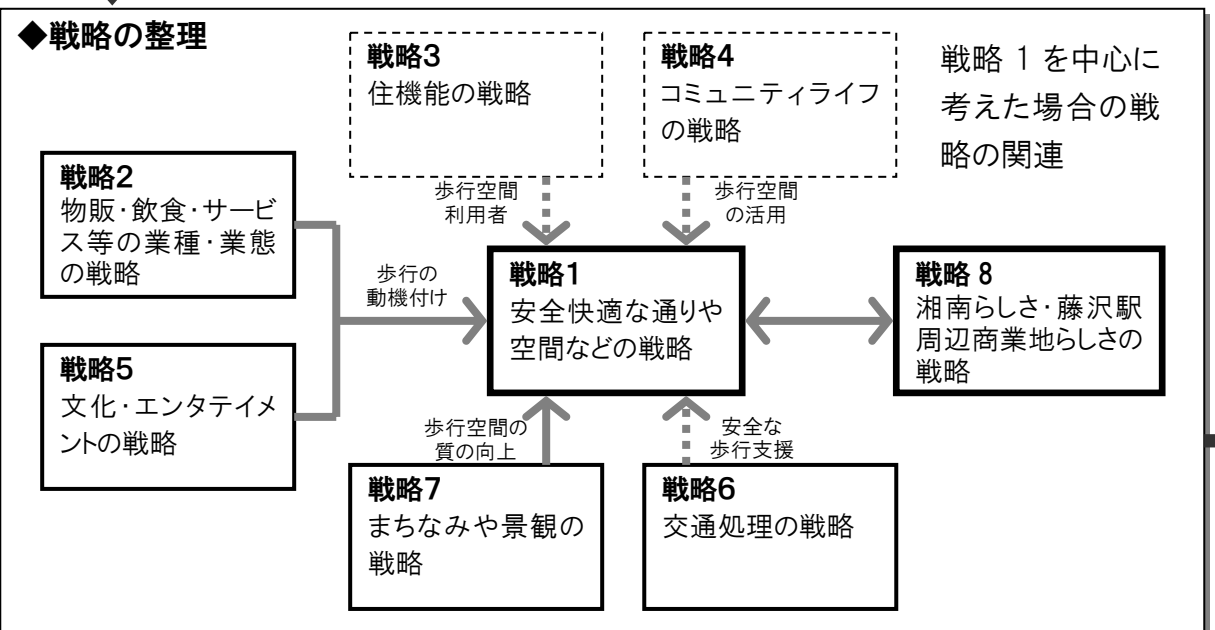 ◆戦略の整理
戦略3
住機能の戦略
戦略4
コミュニティライフ
の戦略
戦略 1 を中心に
考えた場合の戦
略の関連
戦略2
物販・飲食・サービ
ス等の業種・業態
の戦略
歩行空間
利用者
歩行空間
の活用
歩行の
動機付け
戦略1
安全快適な通りや
空間などの戦略
戦略 8
湘南らしさ・藤沢駅
周辺商業地らしさの
戦略
戦略5
文化・エンタテイメ
ントの戦略
歩行空間の
質の向上
安全な
歩行支援
戦略7
まちなみや景観の
戦略
戦略6
交通処理の戦略